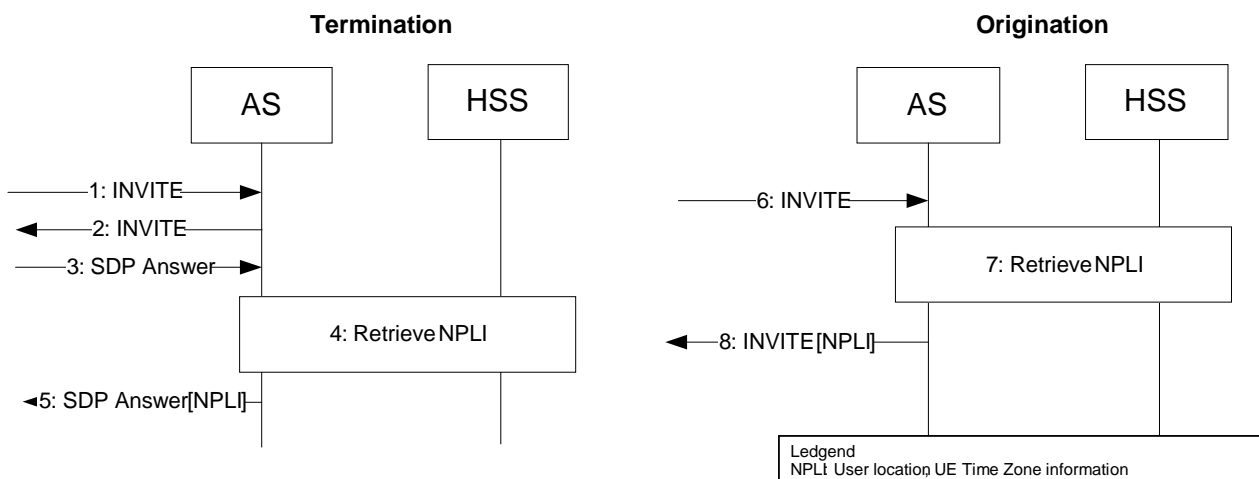 Termination
Origination
AS
HSS
AS
HSS
1: INVITE
2: INVITE
3: SDP Answer
4: Retrieve NPLI
5: SDP Answer[NPLI]
6: INVITE
7: Retrieve NPLI
8: INVITE [NPLI]
Ledgend
NPLI: User location, UE Time Zone information